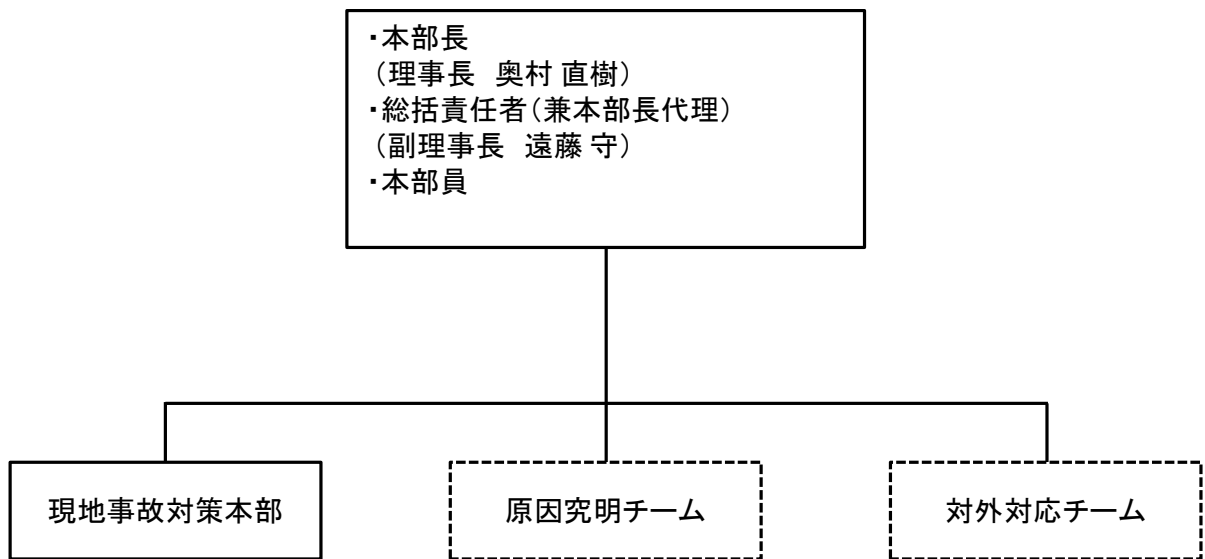 ・本部長
(理事長　奥村 直樹)
・総括責任者(兼本部長代理)
(副理事長　遠藤 守)
・本部員
現地事故対策本部
原因究明チーム
対外対応チーム